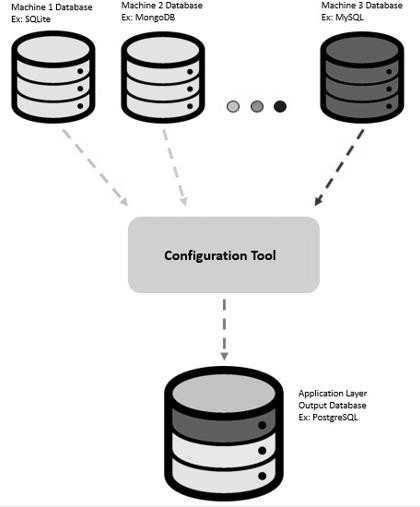 Machine 1 Database
Ex: SQLite
Machine 2 Database
Ex: MongoDB
Machine 3 Database
Ex: MySQL
Configuration Tool
Application Layer
Output Database
Ex: PostgreSQL